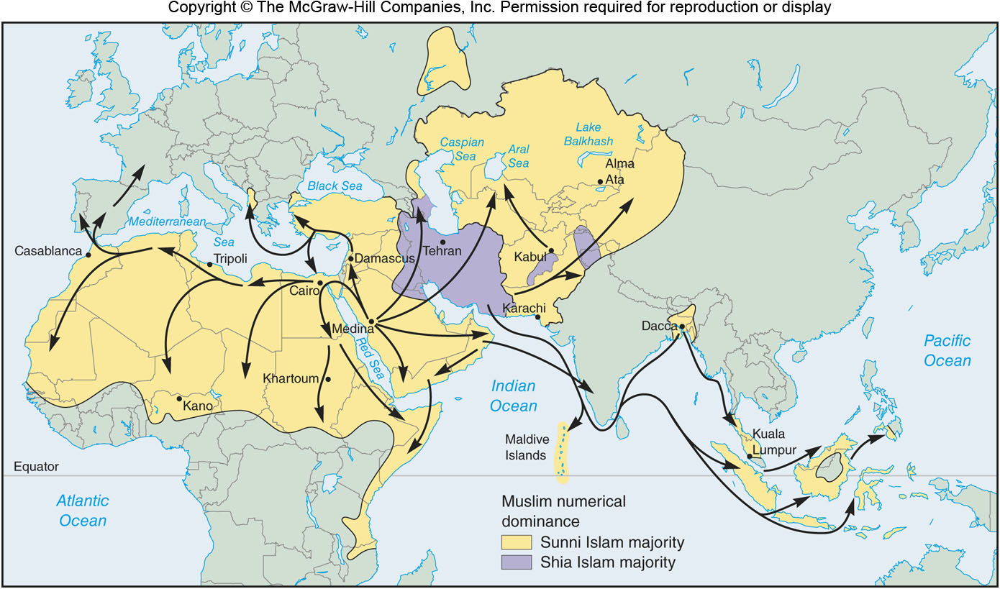 Copyright © The McGraw-Hill Companies, Inc. Permission required for reproduction or display
Caspian
Sea
Aral
Sea
Lake
Balkhash
Alma
Ata
Black Sea
Mediterranean
Sea
Casablanca
Tripoli
Damascus
Tehran
Kabul
Cairo
Karachi
Medina
Dacca
Red Sea
Pacific
Ocean
Khartoum
Indian
Ocean
Kano
Maldive
Islands
Kuala
Lumpur
Equator
Atlantic
Ocean
Muslim numerical
dominance
Sunni Islam majority
Shia Islam majority